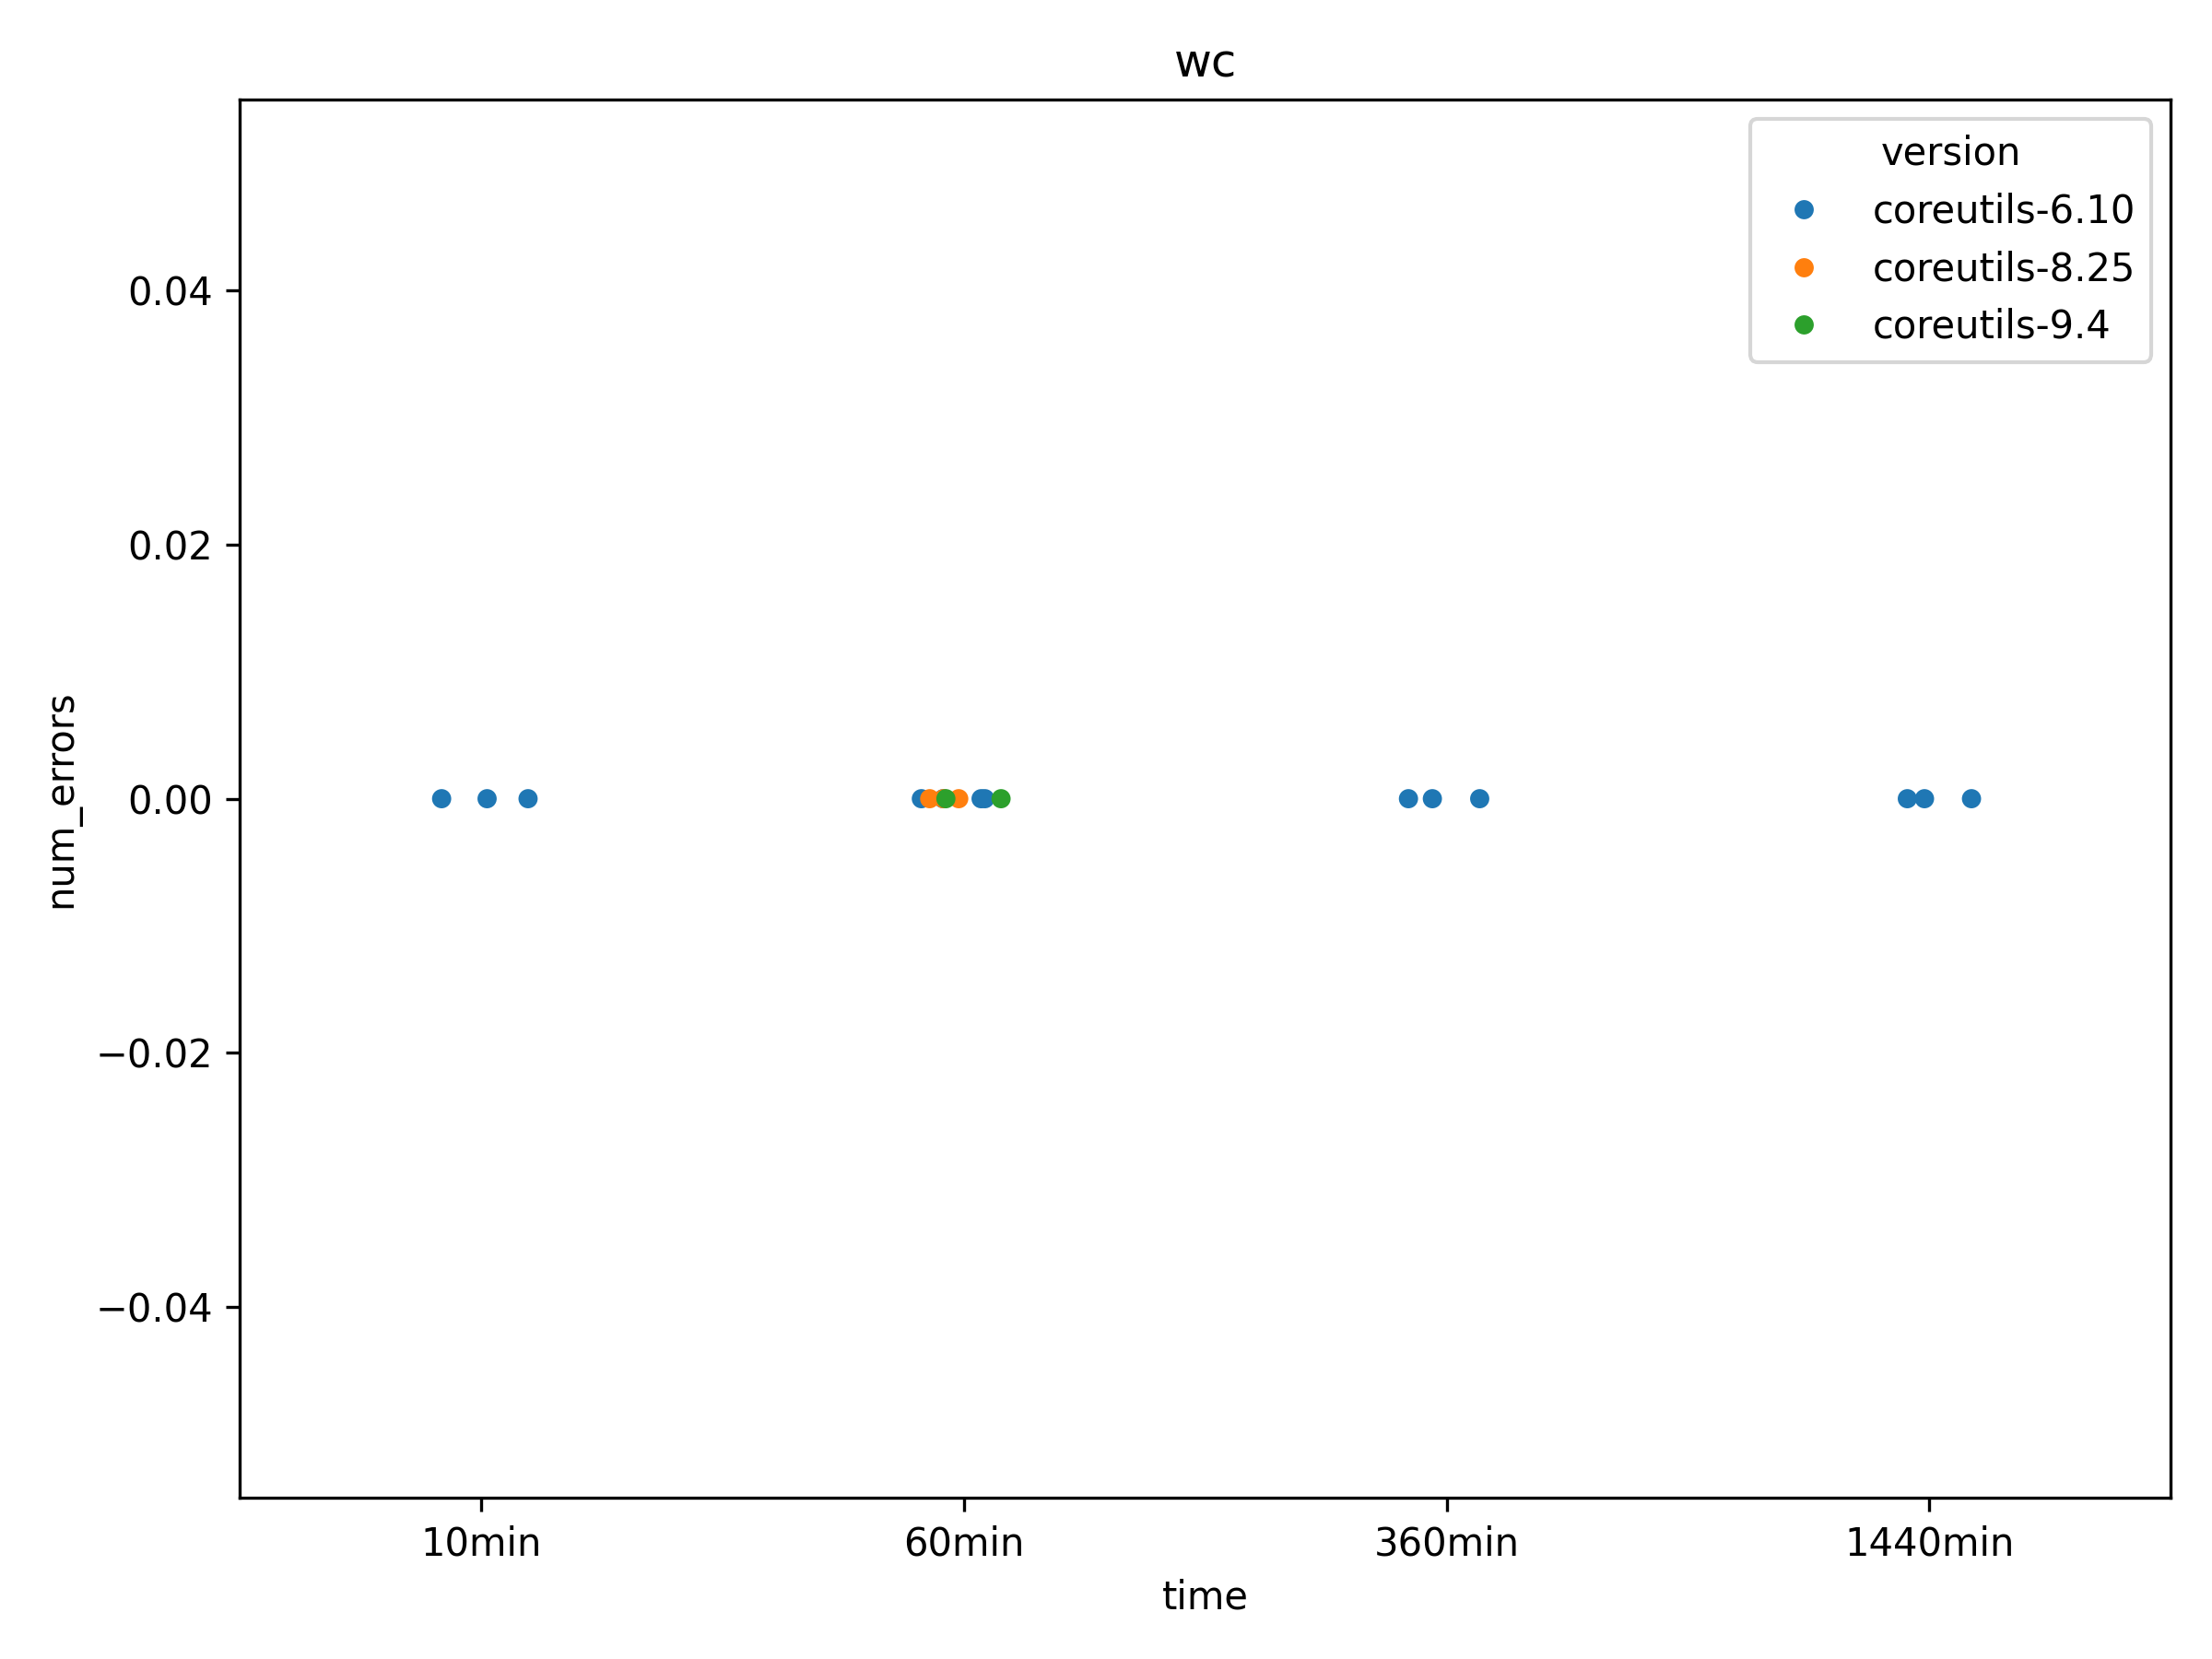 wc
version
coreutils-6.10
coreutils-8.25
coreutils-9.4
num_errors
0.04
0.02
0.00
−0.02
−0.04
10min
60min
360min
1440min
time